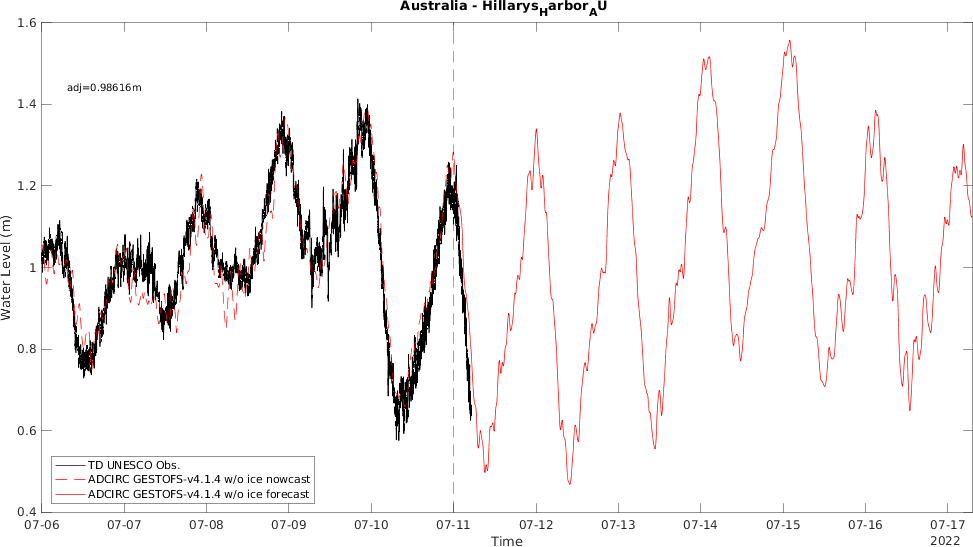 Australia - Hillarys_Harbor_AU
1.6
adj=0.98616m
1.4
1.2
1
0.8
0.6
0.4
Water Level (m)
TD UNESCO Obs.
ADCIRC GESTOFS-v4.1.4 w/o ice nowcast
ADCIRC GESTOFS-v4.1.4 w/o ice forecast
07-06 07-07 07-08 07-09 07-10 07-11 07-12 07-13 07-14 07-15 07-16 07-17
Time
2022